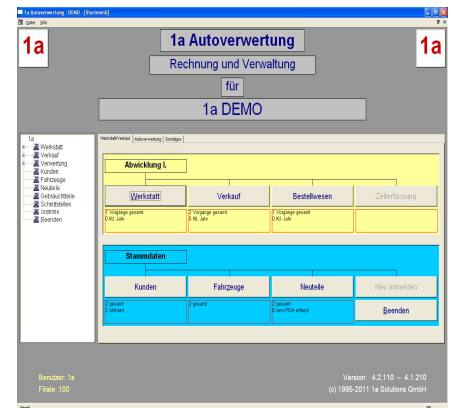 1a Autoverwertung - DEMO - [Startmenü]
Datei Info
1a
1a Autoverwertung
1a
Rechnung und Verwaltung
für
1a DEMO
1a
Werkstatt
Verkauf
Verwertung
Kunden
Fahrzeuge
Neuteile
Gebrauchtteile
Schnittstellen
Statistik
Beenden
Werkstatt/Verkauf Autoverwertung Sonstiges
Abwicklung I.
Werkstatt Verkauf Bestellwesen Zeiterfassung
1 Vorgänge gesamt 2 Vorgänge gesamt 1 Vorgänge gesamt
0 lfd. Jahr 0 lfd. Jahr 0 lfd. Jahr
Stammdaten
Kunden Fahrzeuge Neuteile Neu anmelden
2 gesamt 2 gesamt 2 gesamt
2 aktiviert 0 vom PDA erfasst
Beenden
Benutzer: 1a
Filiale: 100
Version: 4.2.110 -- 4.1.210
(c) 1995-2011 1a Solutions GmbH